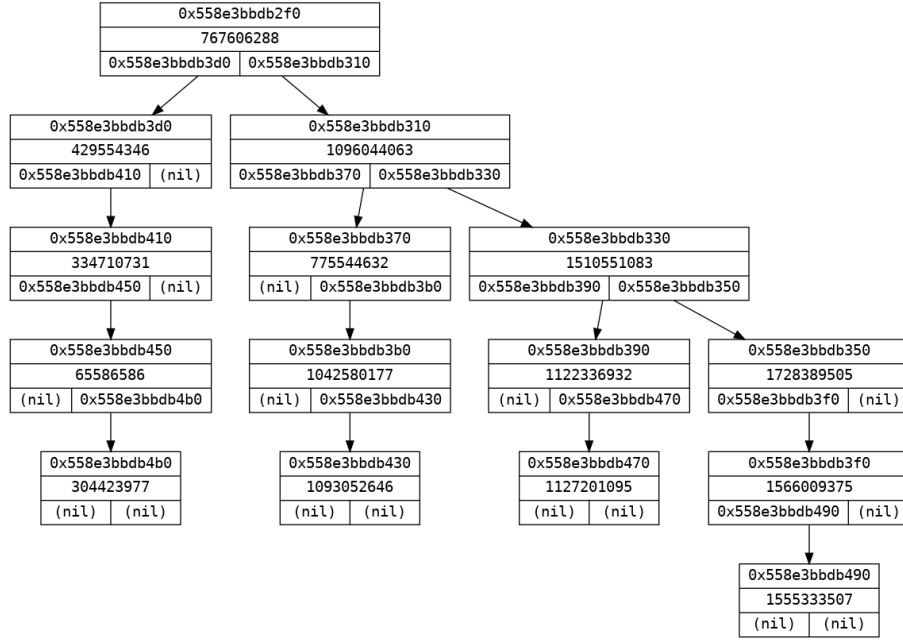 0x558e3bbdb2f0
767606288
0x558e3bbdb3d0 0x558e3bbdb310
0x558e3bbdb3d0
429554346
0x558e3bbdb410 (nil)
0x558e3bbdb310
1096044063
0x558e3bbdb370 0x558e3bbdb330
0x558e3bbdb410
334710731
0x558e3bbdb450 (nil)
0x558e3bbdb370
775544632
(nil) 0x558e3bbdb3b0
0x558e3bbdb330
1510551083
0x558e3bbdb390 0x558e3bbdb350
0x558e3bbdb450
65586586
(nil) 0x558e3bbdb4b0
0x558e3bbdb3b0
1042580177
(nil) 0x558e3bbdb430
0x558e3bbdb390
1122336932
(nil) 0x558e3bbdb470
0x558e3bbdb350
1728389505
0x558e3bbdb3f0 (nil)
0x558e3bbdb4b0
304423977
(nil) (nil)
0x558e3bbdb430
1093052646
(nil) (nil)
0x558e3bbdb470
1127201095
(nil) (nil)
0x558e3bbdb3f0
1566009375
0x558e3bbdb490 (nil)
0x558e3bbdb490
1555333507
(nil) (nil)